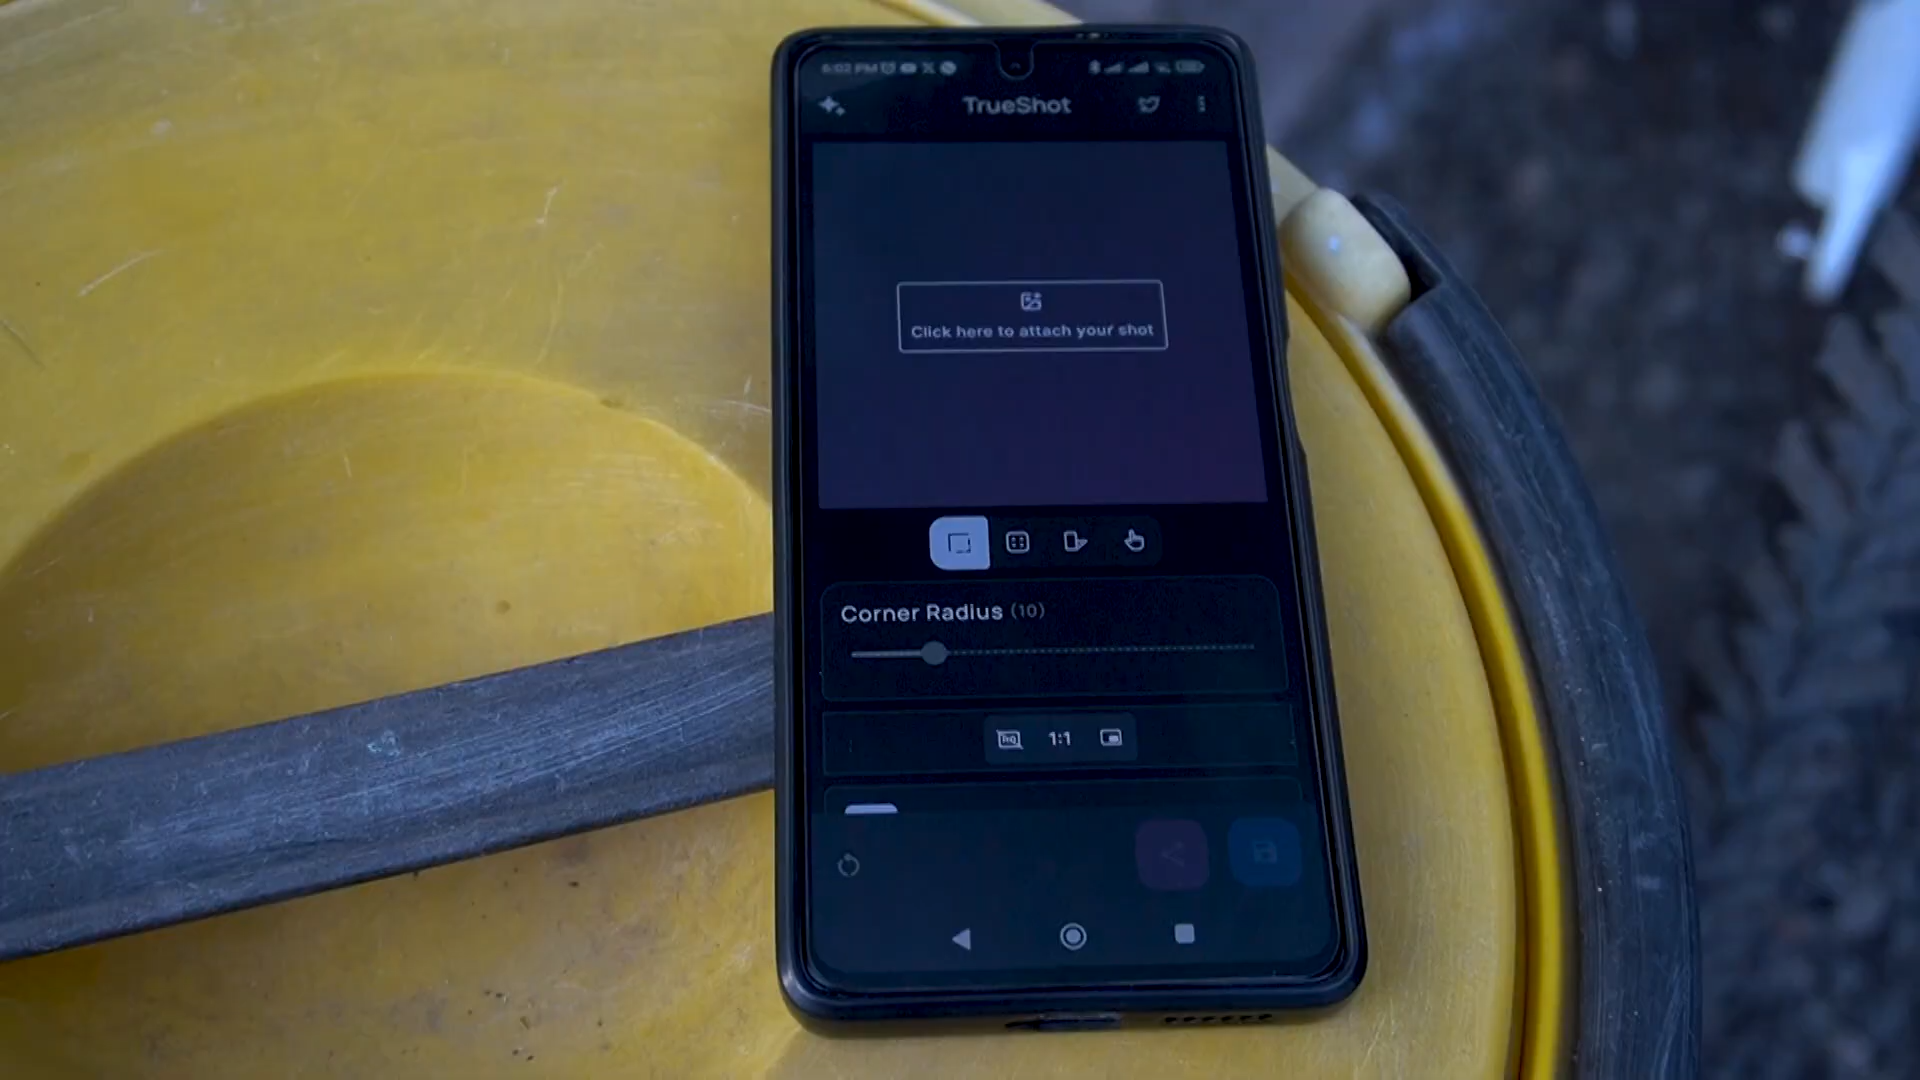 6:02 PM
TrueShot
Click here to attach your shot
Corner Radius (10)
1:1